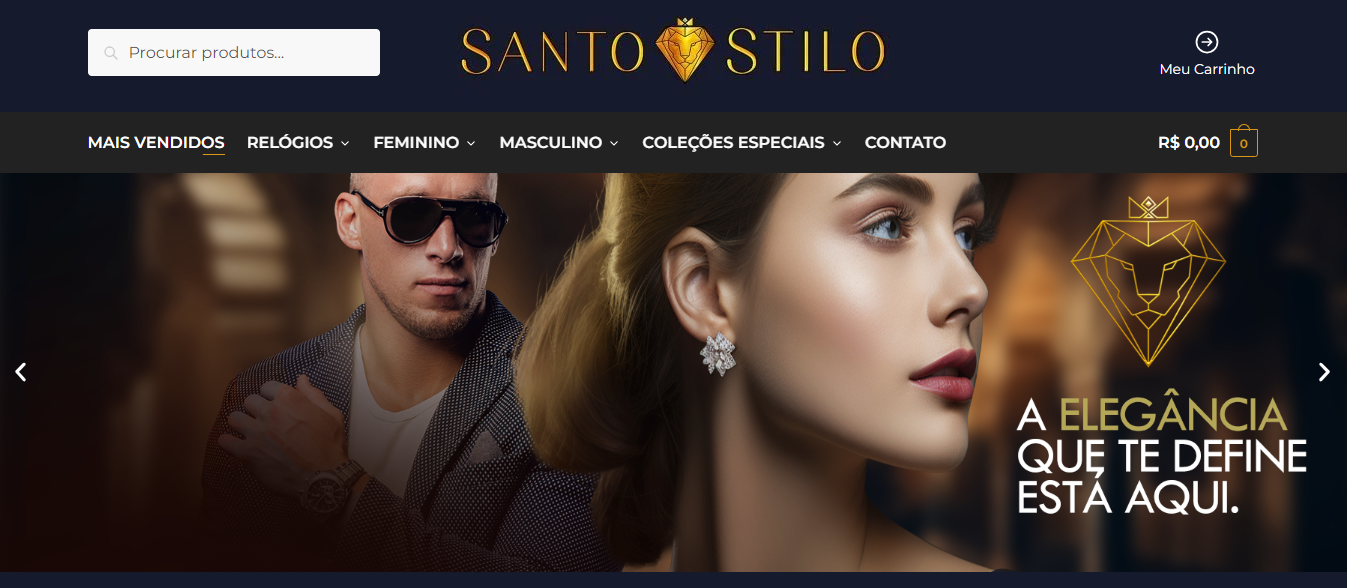 Procurar produtos...
SANTO STILO
Meu Carrinho
MAIS VENDIDOS RELÓGIOS FEMININO MASCULINO COLEÇÕES ESPECIAIS CONTATO R$ 0,00 0
A ELEGÂNCIA
QUE TE DEFINE
ESTÁ AQUI.